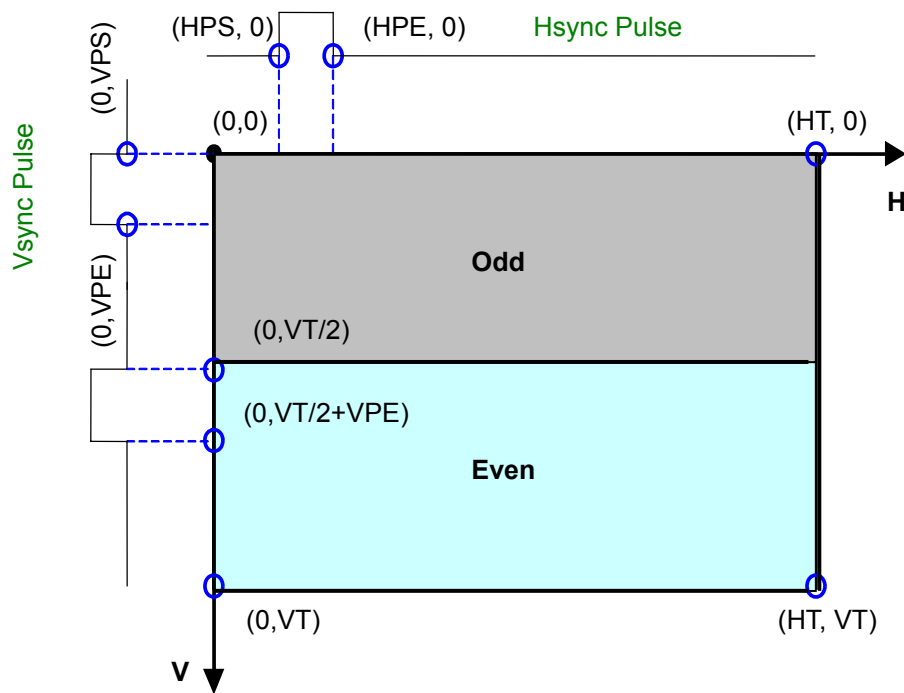 (HPS, 0)
(HPE, 0)
Hsync Pulse
(0,VPS)
(0,0)
(HT, 0)
H
Vsync Pulse
Odd
(0,VPE)
(0,VT/2)
(0,VT/2+VPE)
Even
(0,VT)
(HT, VT)
V